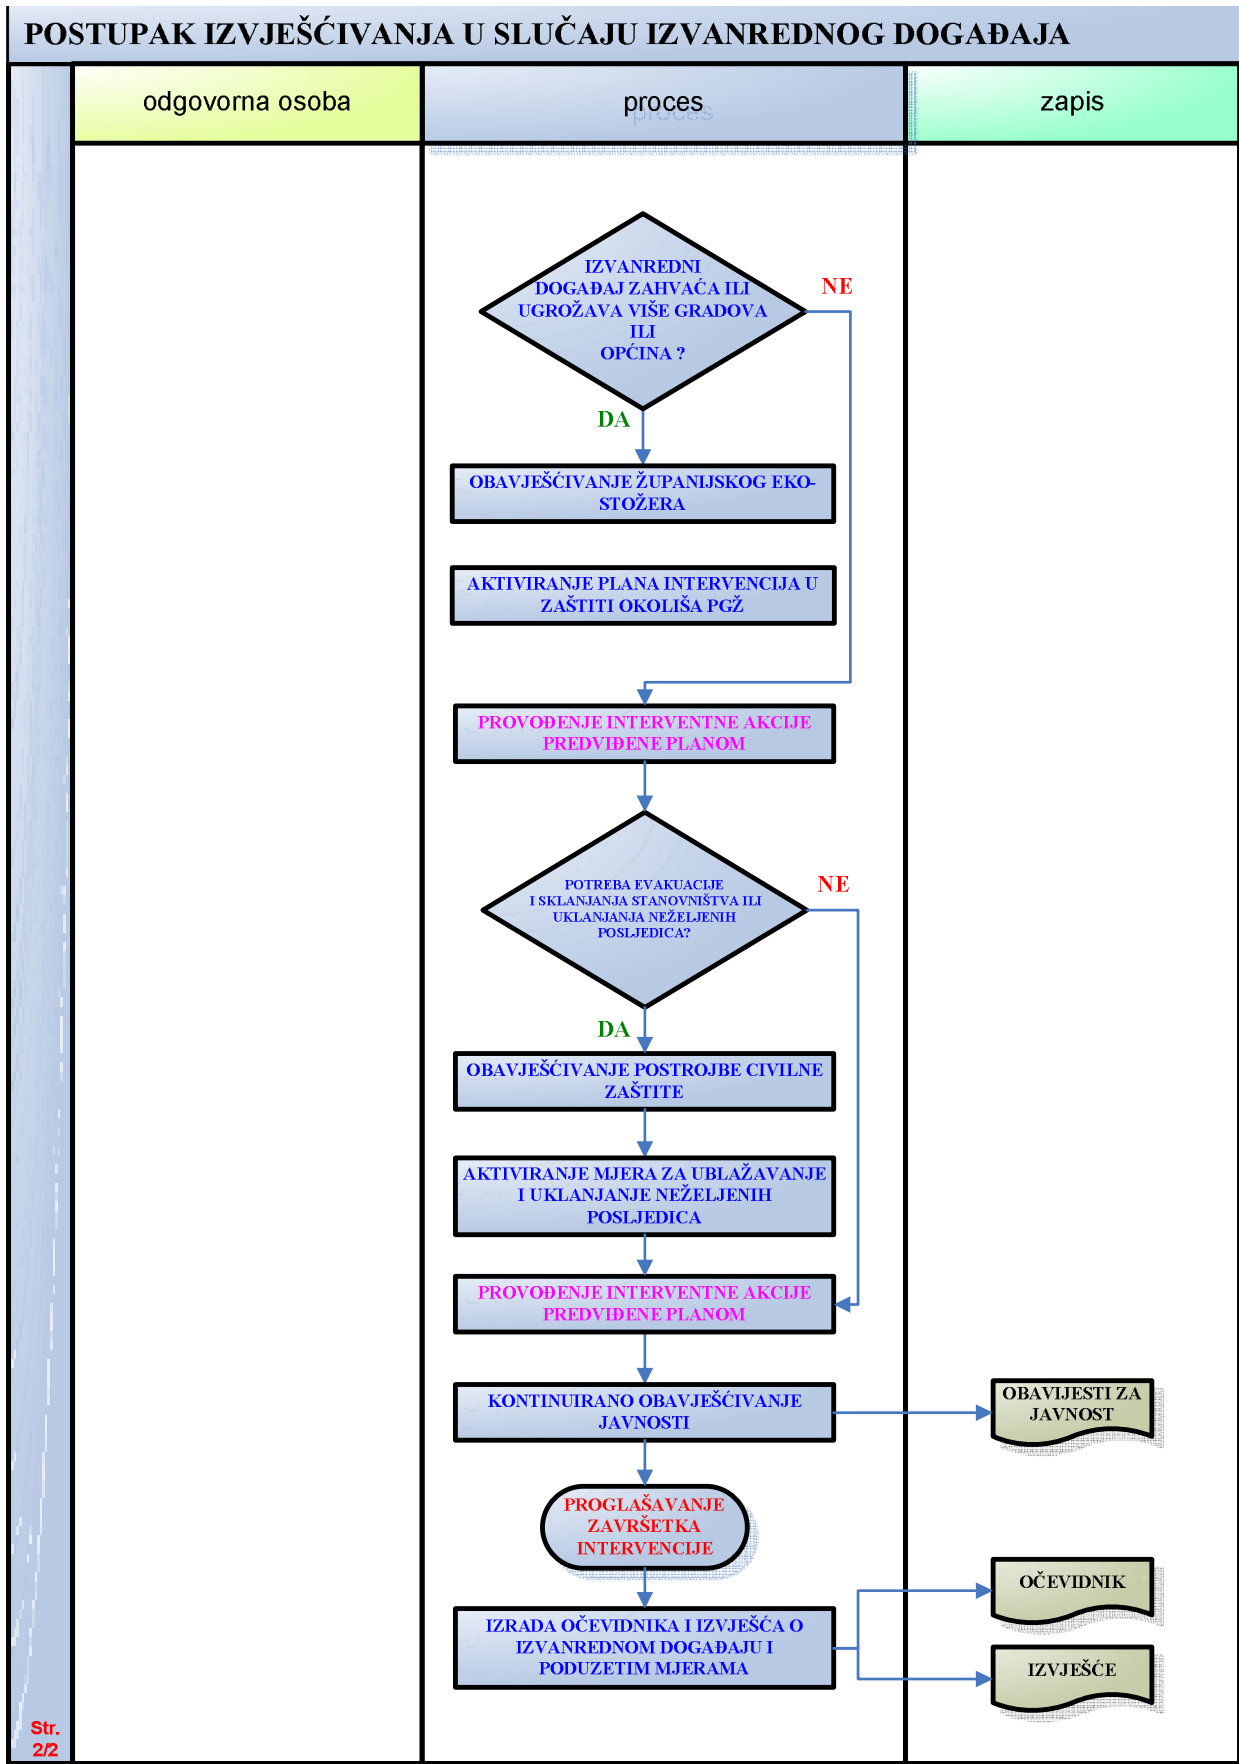 POSTUPAK IZVJEŠĆIVANJA U SLUČAJU IZVANREDNOG DOGAĐAJA
odgovorna osoba
proces
zapis
IZVANREDNI
DOGAĐAJ ZAHVAĆA ILI
UGROŽAVA VIŠE GRADOVA
ILI
OPĆINA ?
NE
DA
OBAVJEŠĆIVANJE ŽUPANIJSKOG EKO-
STOŽERA
AKTIVIRANJE PLANA INTERVENCIJA U
ZAŠTITI OKOLIŠA PGŽ
PROVOĐENJE INTERVENTNE AKCIJE
PREDVIĐENE PLANOM
POTREBA EVAKUACIJE
I SKLANJANJA STANOVNIŠTVA ILI
UKLANJANJA NEŽELJENIH
POSLJEDICA?
NE
DA
OBAVJEŠĆIVANJE POSTROJBE CIVILNE
ZAŠTITE
AKTIVIRANJE MJERA ZA UBLAŽAVANJE
I UKLANJANJE NEŽELJENIH
POSLJEDICA
PROVOĐENJE INTERVENTNE AKCIJE
PREDVIĐENE PLANOM
KONTINUIRANO OBAVJEŠĆIVANJE
JAVNOSTI
OBAVIJESTI ZA
JAVNOST
PROGLAŠAVANJE
ZAVRŠETKA
INTERVENCIJE
IZRADA OČEVIDNIKA I IZVJEŠĆA O
IZVANREDNOM DOGAĐAJU I
PODUZETIM MJERAMA
OČEVIDNIK
IZVJEŠĆE
Str.
2/2